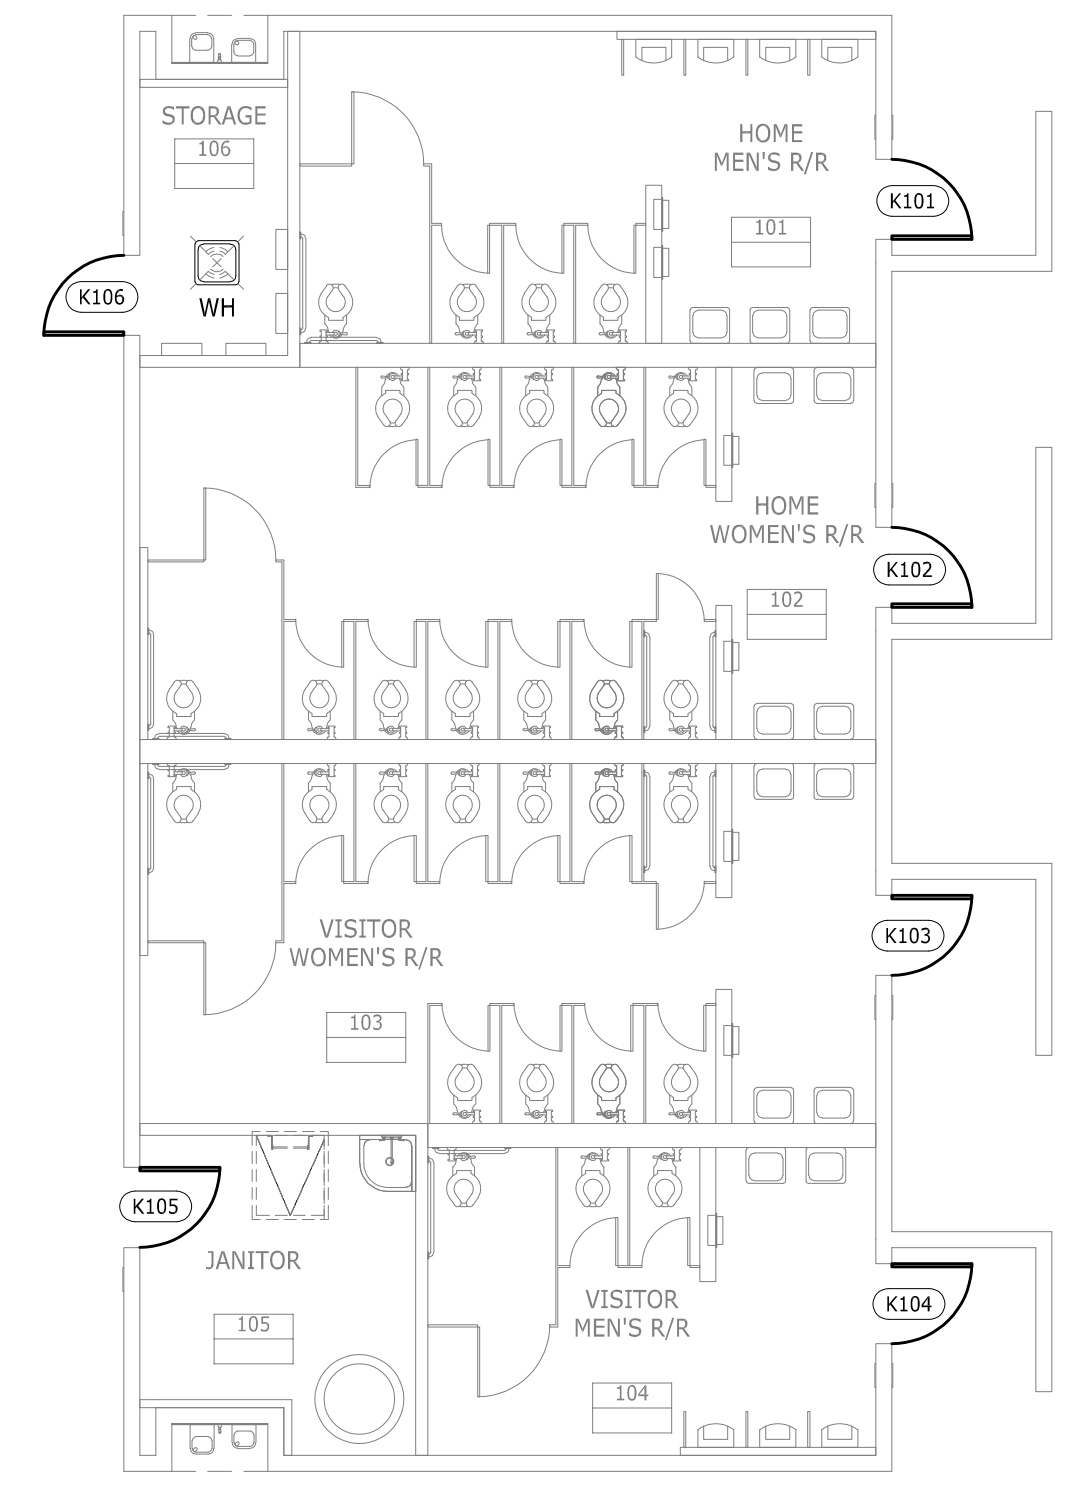 STORAGE
106
HOME
MEN'S R/R
101
K101
K106
WH
HOME
WOMEN'S R/R
102
K102
VISITOR
WOMEN'S R/R
103
K103
K105
JANITOR
105
VISITOR
MEN'S R/R
104
K104